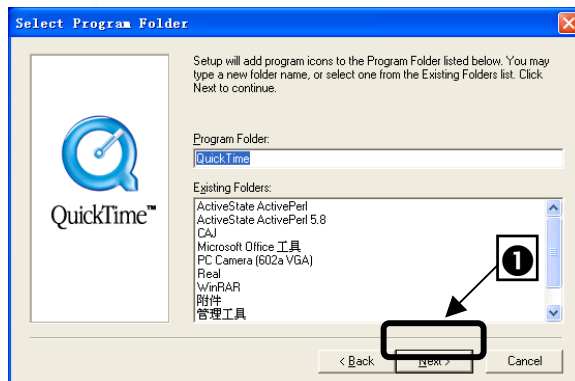 Select Program Folder
Setup will add program icons to the Program Folder listed below. You may
type a new folder name, or select one from the Existing Folders list. Click
Next to continue.
Program Folder:
QuickTime
Existing Folders:
ActiveState ActivePerl
ActiveState ActivePerl 5.8
CAJ
Microsoft Office 工具
PC Camera (602a VGA)
Real
WinRAR
附件
管理工具
QuickTime™
1
< Back
Next >
Cancel